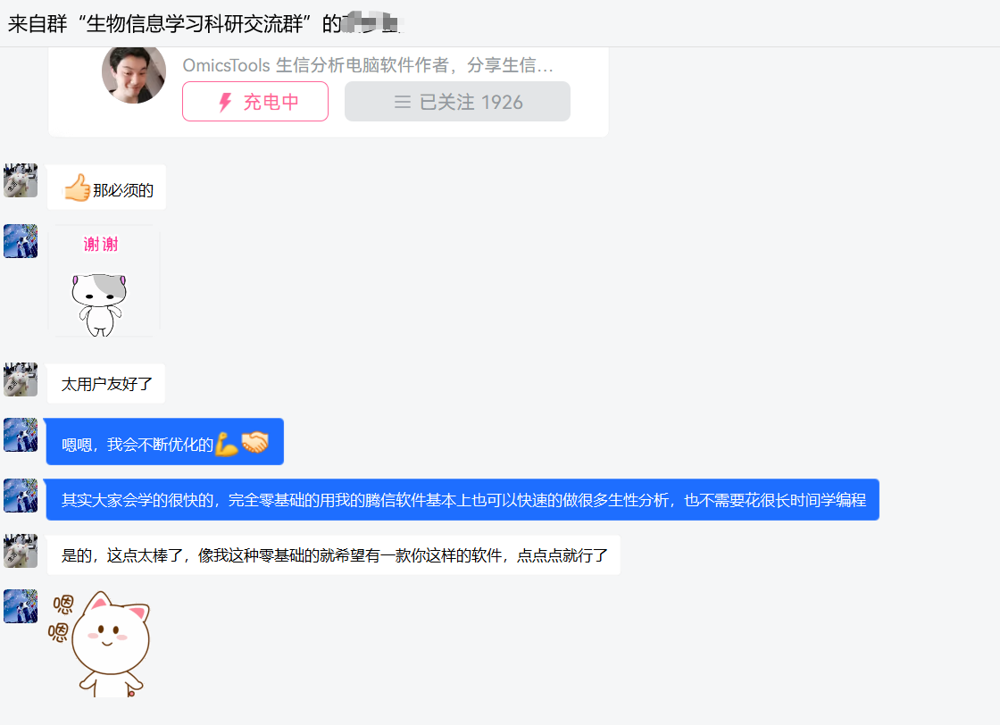 来自群“生物信息学习科研交流群”的
OmicsTools 生信分析电脑软件作者，分享生信…
充电中
已关注 1926
那必须的
谢谢
太用户友好了
嗯嗯，我会不断优化的
其实大家会学的很快的，完全零基础的用我的腾信软件基本上也可以快速的做很多生性分析，也不需要花很长时间学编程
是的，这点太棒了，像我这种零基础的就希望有一款你这样的软件，点点点就行了
嗯
嗯